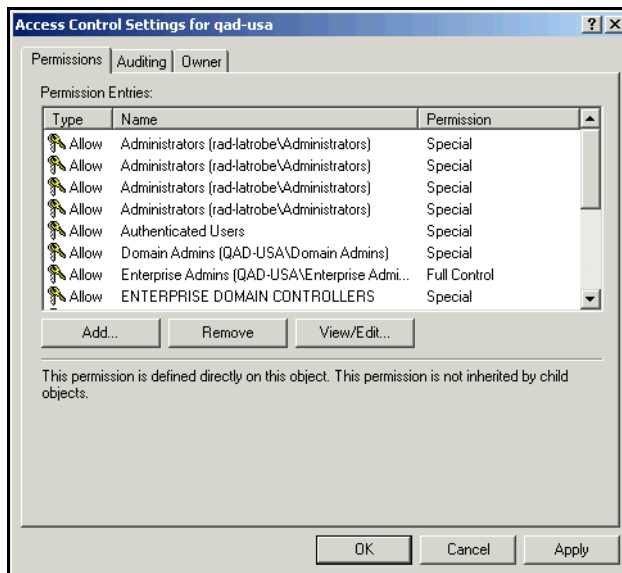 Access Control Settings for qad-usa
Permissions Auditing Owner
Permission Entries:
Type Name Permission
Allow Administrators (rad-latrobe\Administrators) Special
Allow Administrators (rad-latrobe\Administrators) Special
Allow Administrators (rad-latrobe\Administrators) Special
Allow Administrators (rad-latrobe\Administrators) Special
Allow Authenticated Users Special
Allow Domain Admins (QAD-USA\Domain Admins) Special
Allow Enterprise Admins (QAD-USA\Enterprise Admi... Full Control
Allow ENTERPRISE DOMAIN CONTROLLERS Special
Add... Remove View/Edit...
This permission is defined directly on this object. This permission is not inherited by child
objects.
OK Cancel Apply